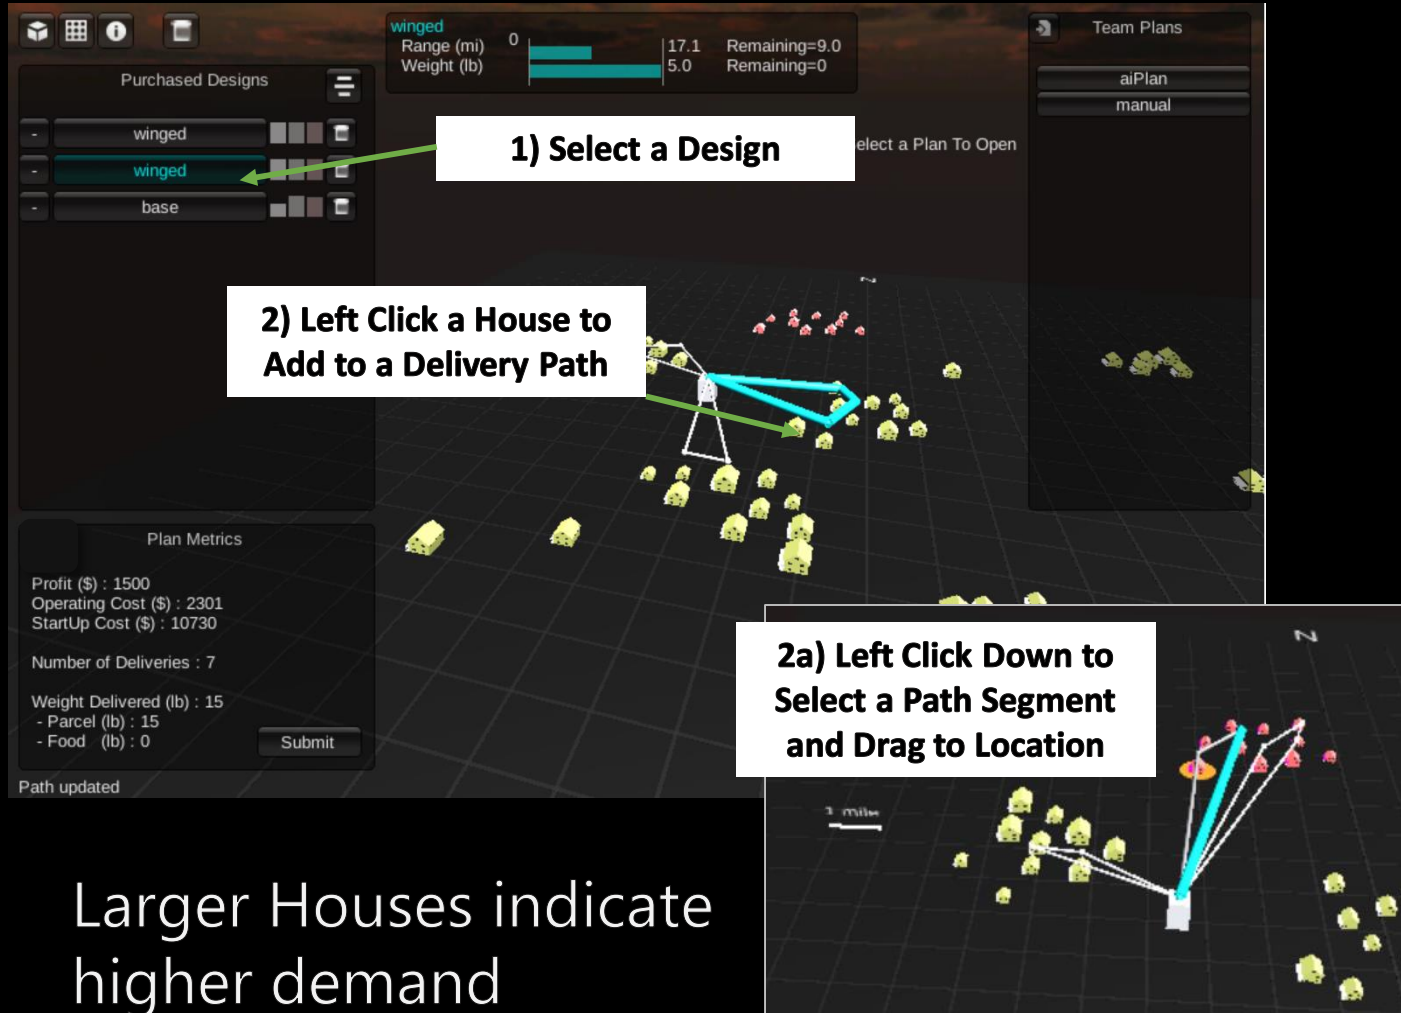 winged
Range (mi) 0 17.1 Remaining=9.0
Weight (lb) 5.0 Remaining=0
Team Plans
aiPlan
manual
Purchased Designs
- winged
- winged
- base
1) Select a Design
elect a Plan To Open
2) Left Click a House to
Add to a Delivery Path
N
Plan Metrics
Profit ($) : 1500
Operating Cost ($) : 2301
StartUp Cost ($) : 10730
Number of Deliveries : 7
Weight Delivered (lb) : 15
- Parcel (lb) : 15
- Food (lb) : 0
Submit
Path updated
2a) Left Click Down to
Select a Path Segment
and Drag to Location
N
1 mile
Larger Houses indicate
higher demand